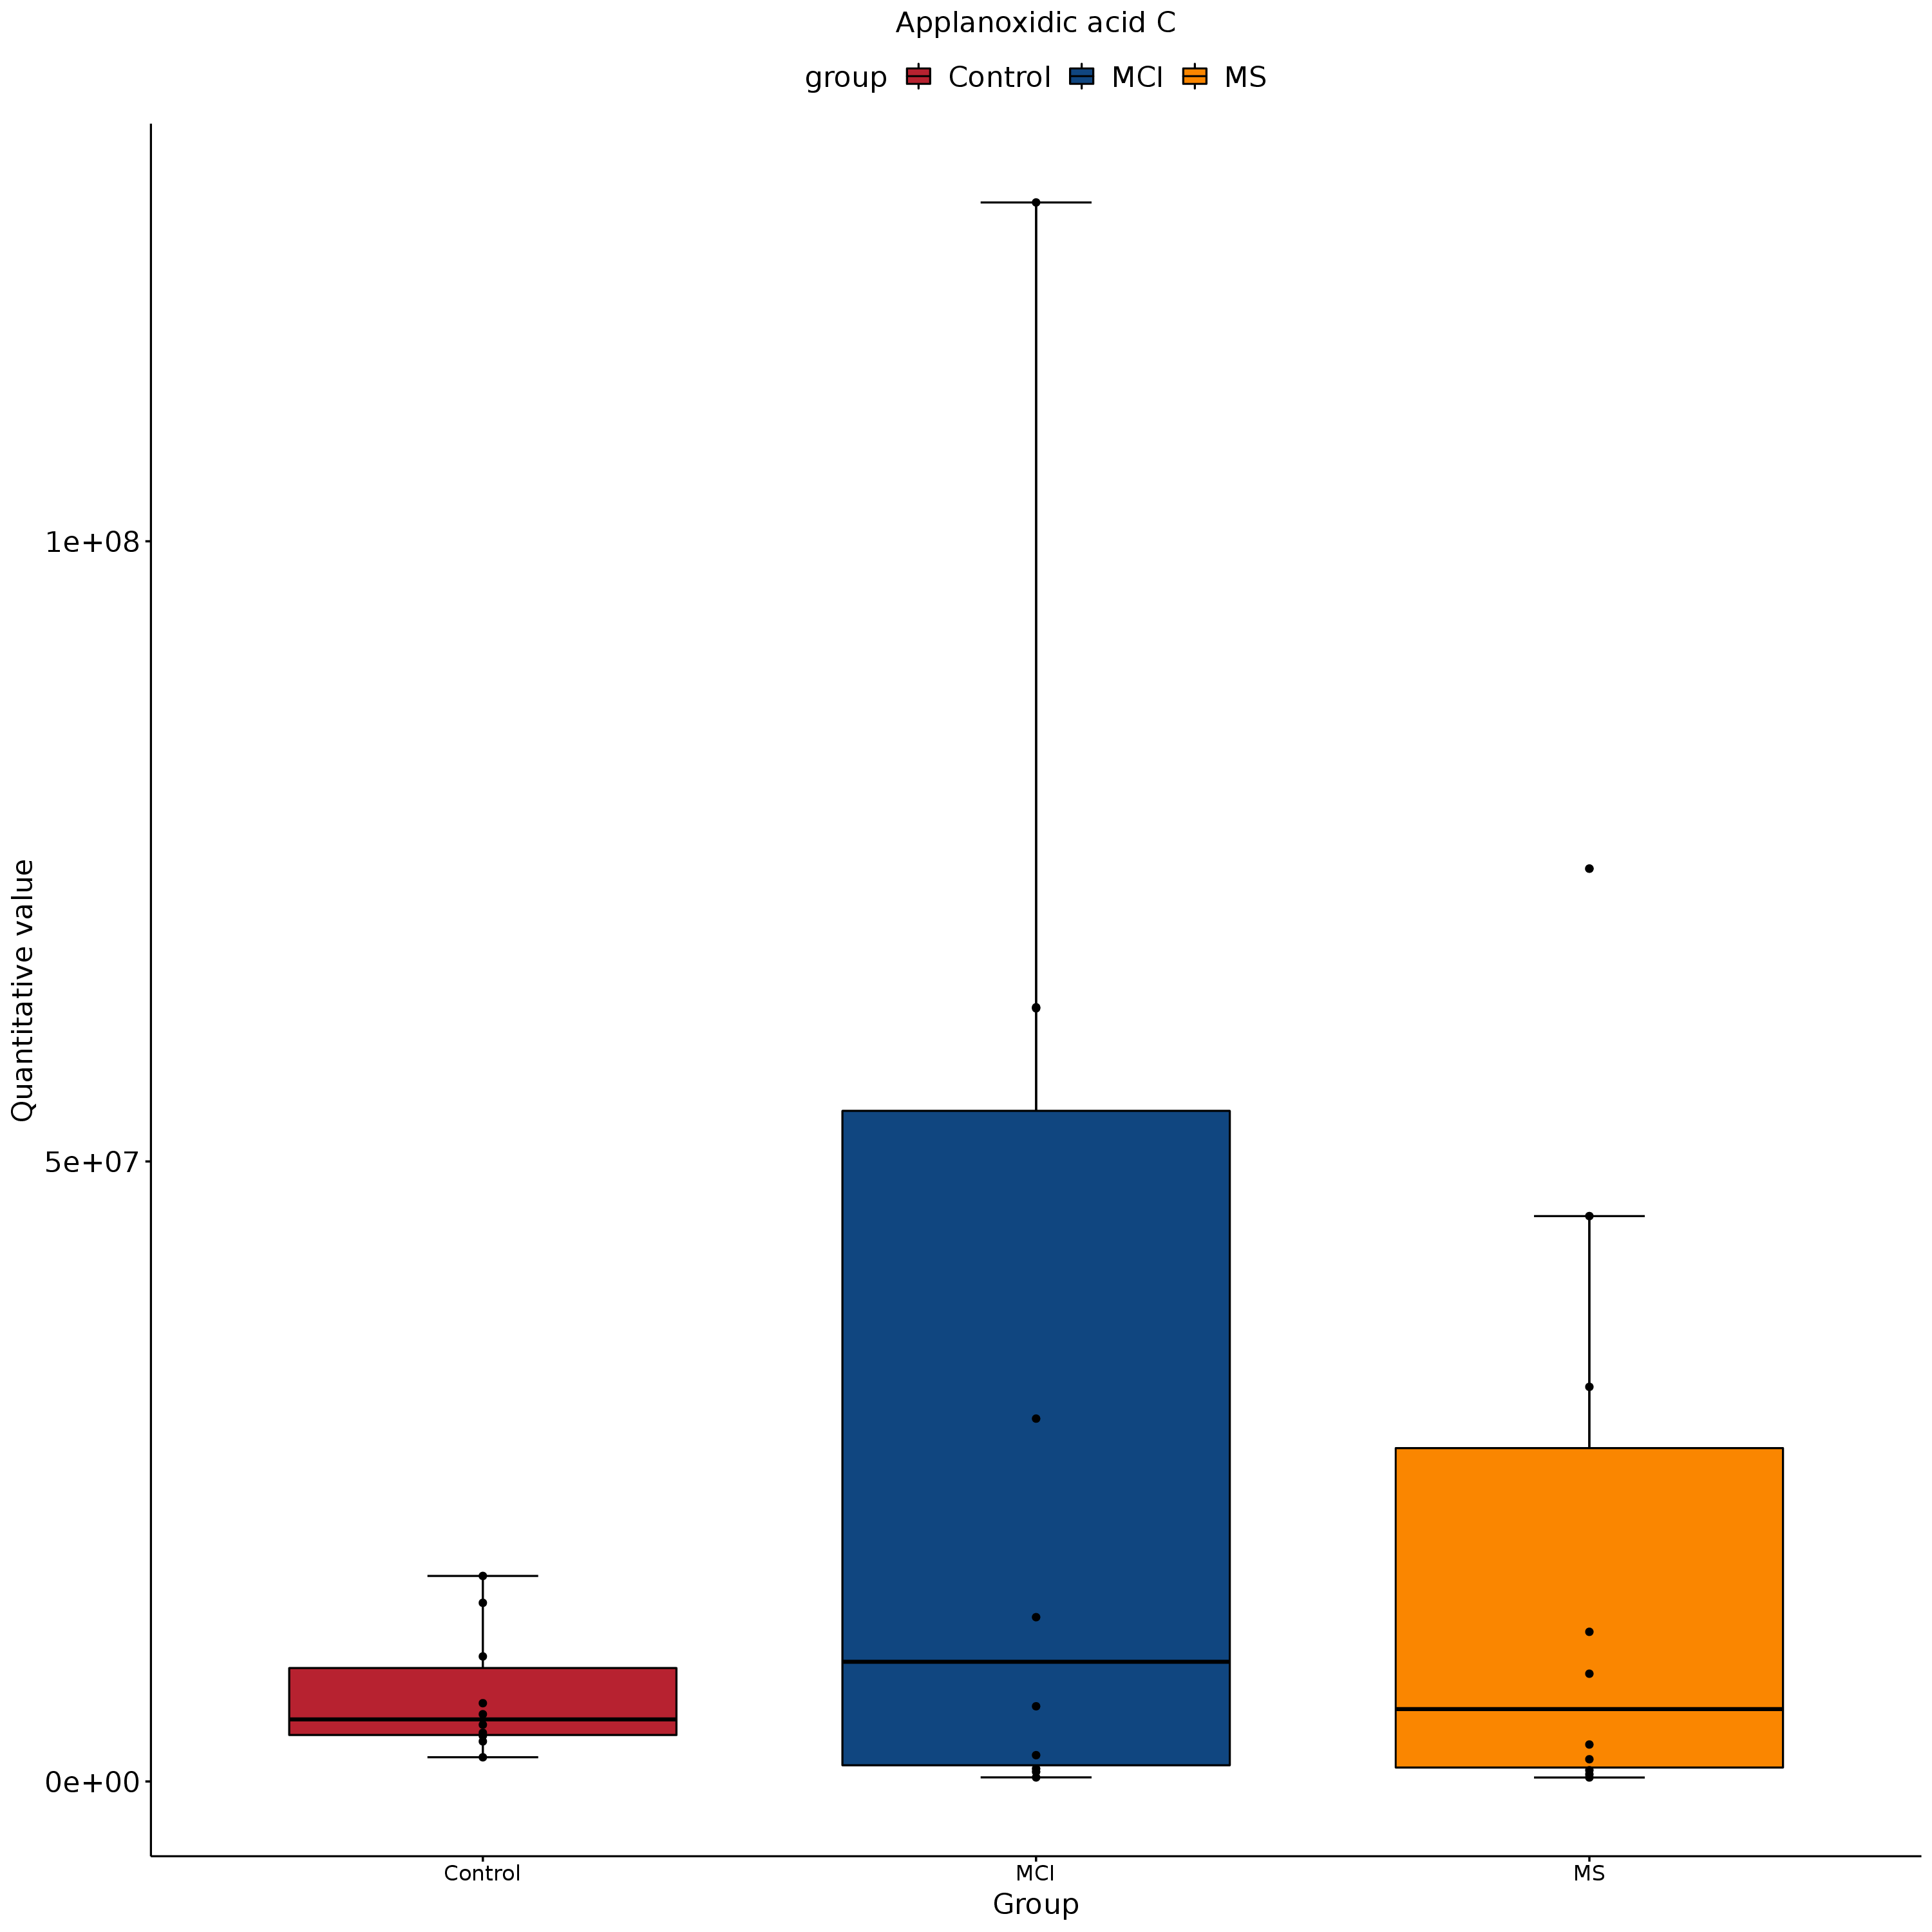 Applanoxidic acid C
group Control MCI MS
Quantitative value
1e+08
5e+07
0e+00
Control MCI MS
Group